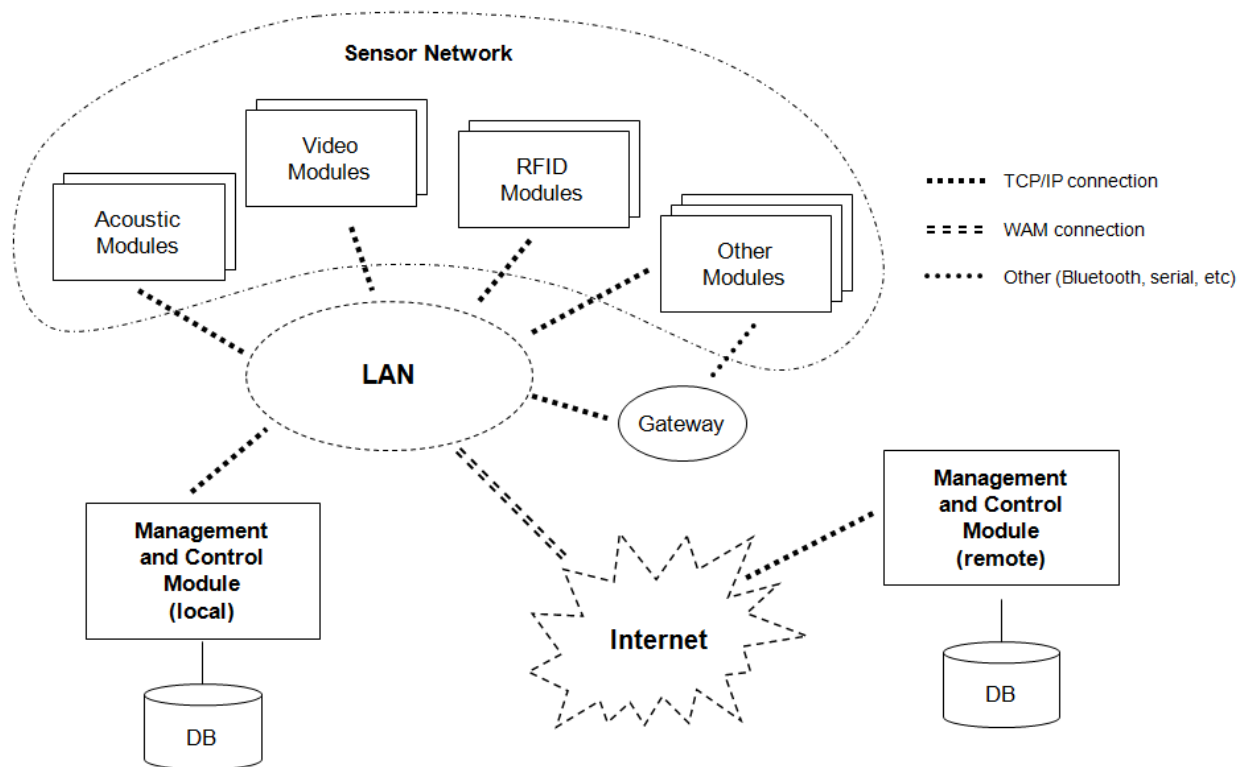 Sensor Network
Video
Modules
RFID
Modules
Acoustic
Modules
Other
Modules
TCP/IP connection
WAM connection
Other (Bluetooth, serial, etc)
LAN
Gateway
Management
and Control
Module
(local)
Management
and Control
Module
(remote)
Internet
DB
DB